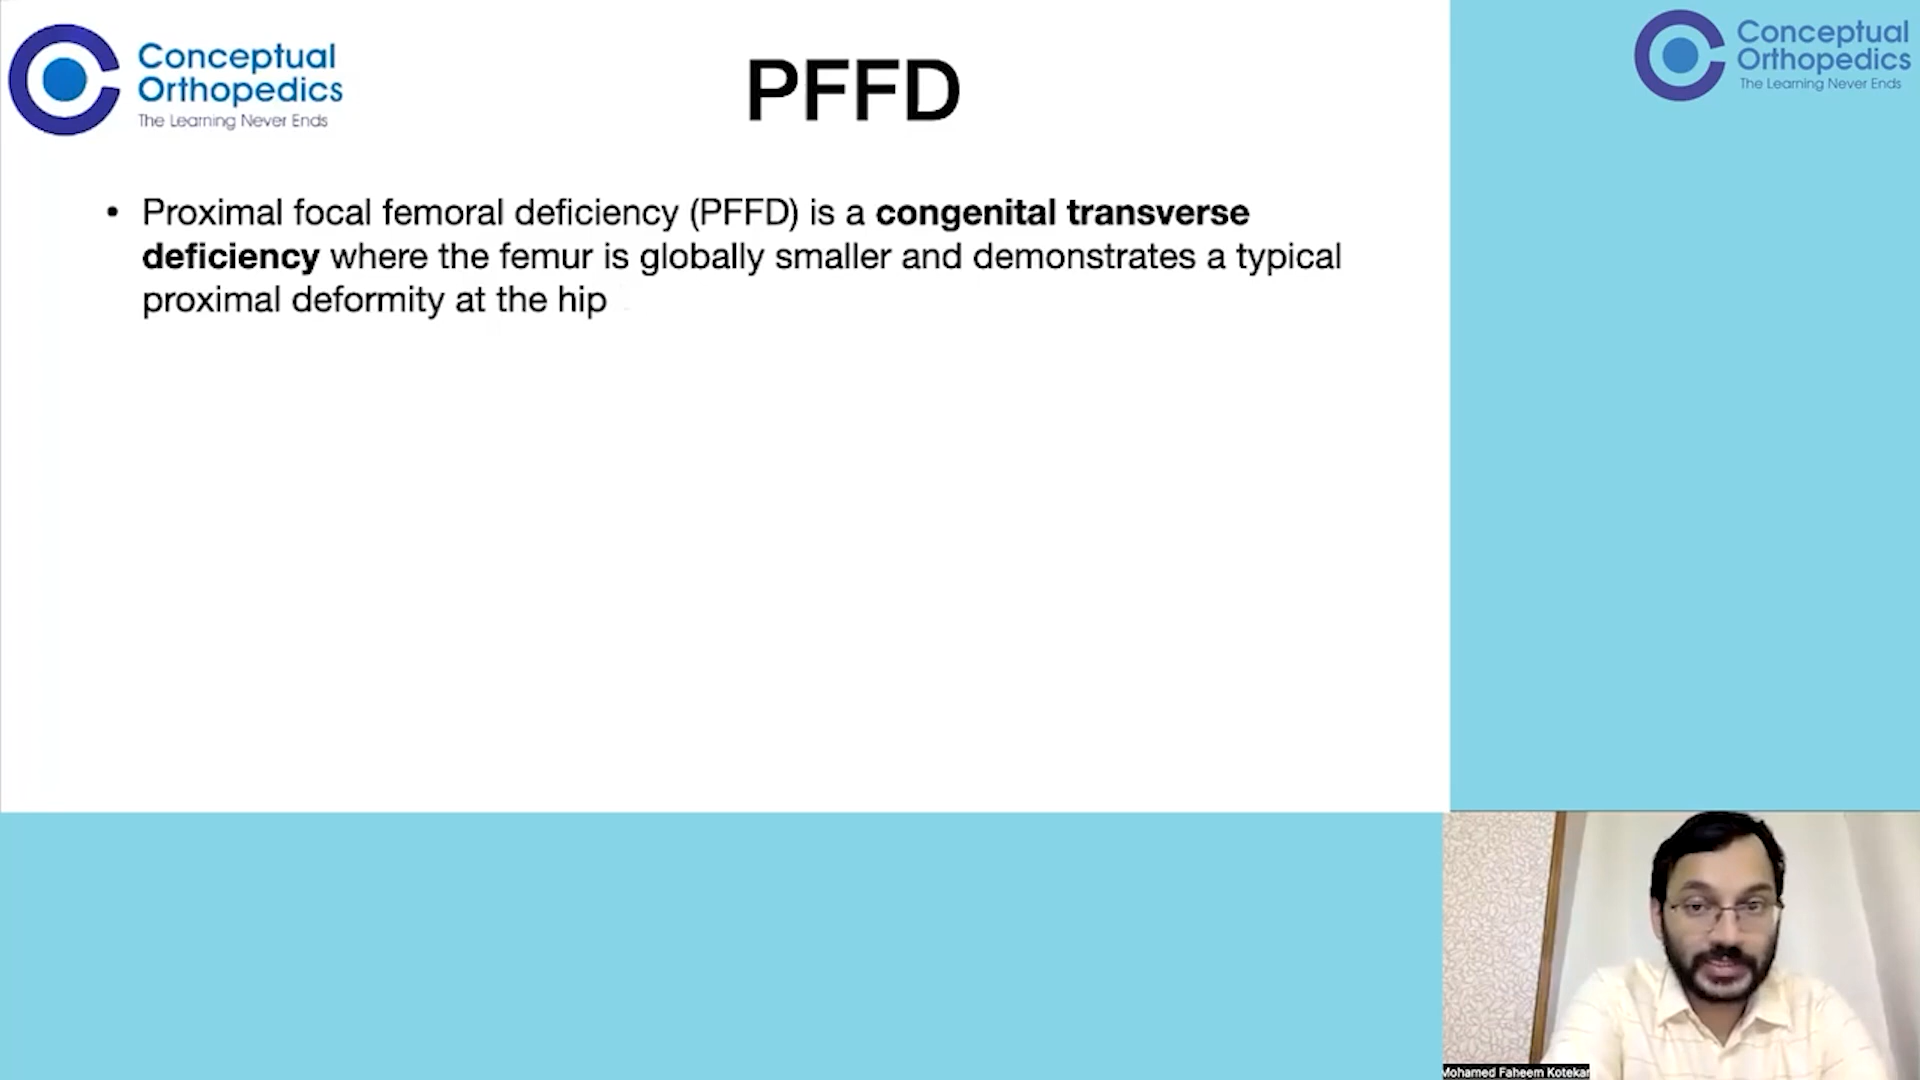 Conceptual
Orthopedics
The Learning Never Ends
PFFD
Conceptual
Orthopedics
The Learning Never Ends
• Proximal focal femoral deficiency (PFFD) is a congenital transverse
deficiency where the femur is globally smaller and demonstrates a typical
proximal deformity at the hip
Mohamed Faheem Kotekar